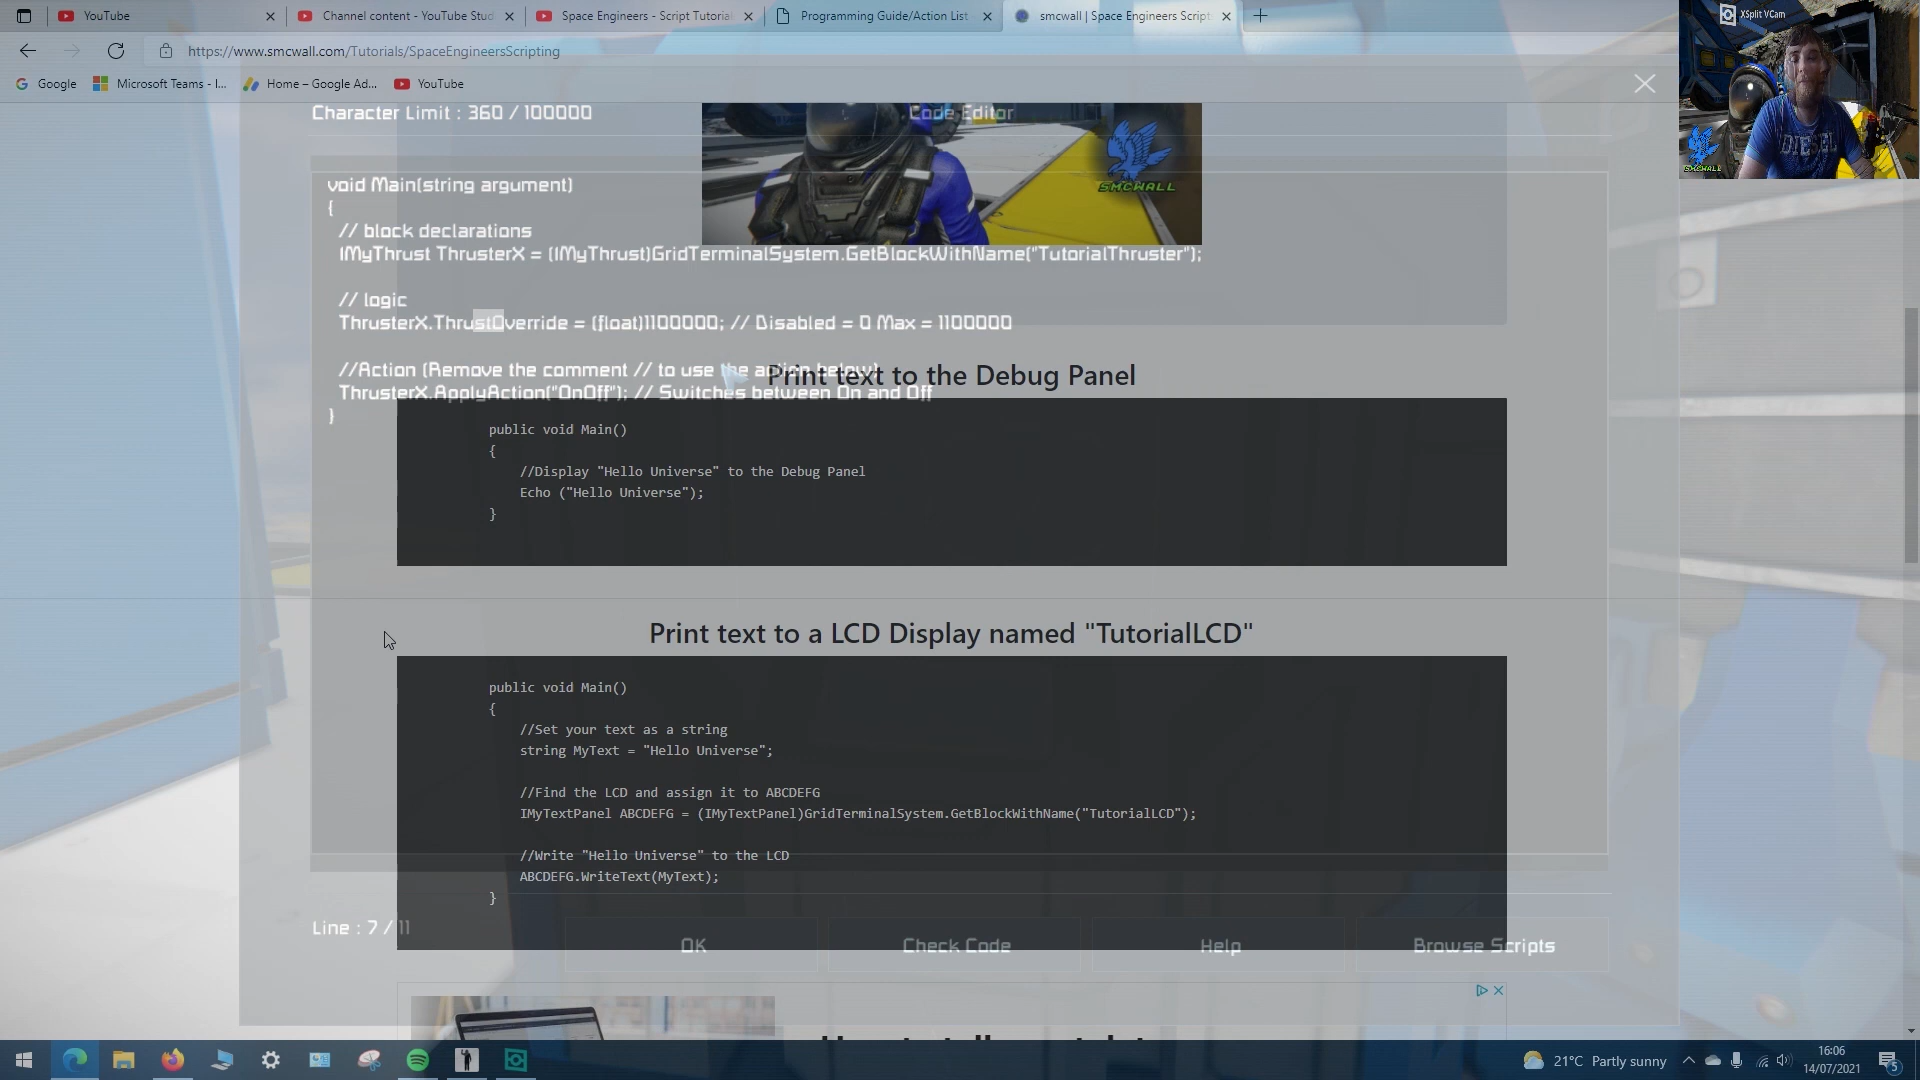 YouTube
Channel content - YouTube Stud
Space Engineers - Script Tutoria
Programming Guide/Action List
smcwall | Space Engineers Script
XSplit VCam
https://www.smcwall.com/Tutorials/SpaceEngineersScripting
Google
Microsoft Teams - I...
Home – Google Ad...
YouTube
Character Limit : 360 / 100000
Code Editor
DIESEL
SMCWALL
SMCWALL
void Main(string argument)
{
// block declarations
IMyThrust ThrusterX = (IMyThrust)GridTerminalSystem.GetBlockWithName("TutorialThruster");
// logic
ThrusterX.ThrustOverride = (float)1100000; // Disabled = 0 Max = 1100000
//Action (Remove the comment // to use the action below)
ThrusterX.ApplyAction("OnOff"); // Switches between On and Off
}
Print text to the Debug Panel
public void Main()
{
//Display "Hello Universe" to the Debug Panel
Echo ("Hello Universe");
}
Print text to a LCD Display named "TutorialLCD"
public void Main()
{
//Set your text as a string
string MyText = "Hello Universe";
//Find the LCD and assign it to ABCDEFG
IMyTextPanel ABCDEFG = (IMyTextPanel)GridTerminalSystem.GetBlockWithName("TutorialLCD");
//Write "Hello Universe" to the LCD
ABCDEFG.WriteText(MyText);
}
Line : 7 / 11
OK
Check Code
Help
Browse Scripts
21°C Partly sunny
16:06
14/07/2021
5